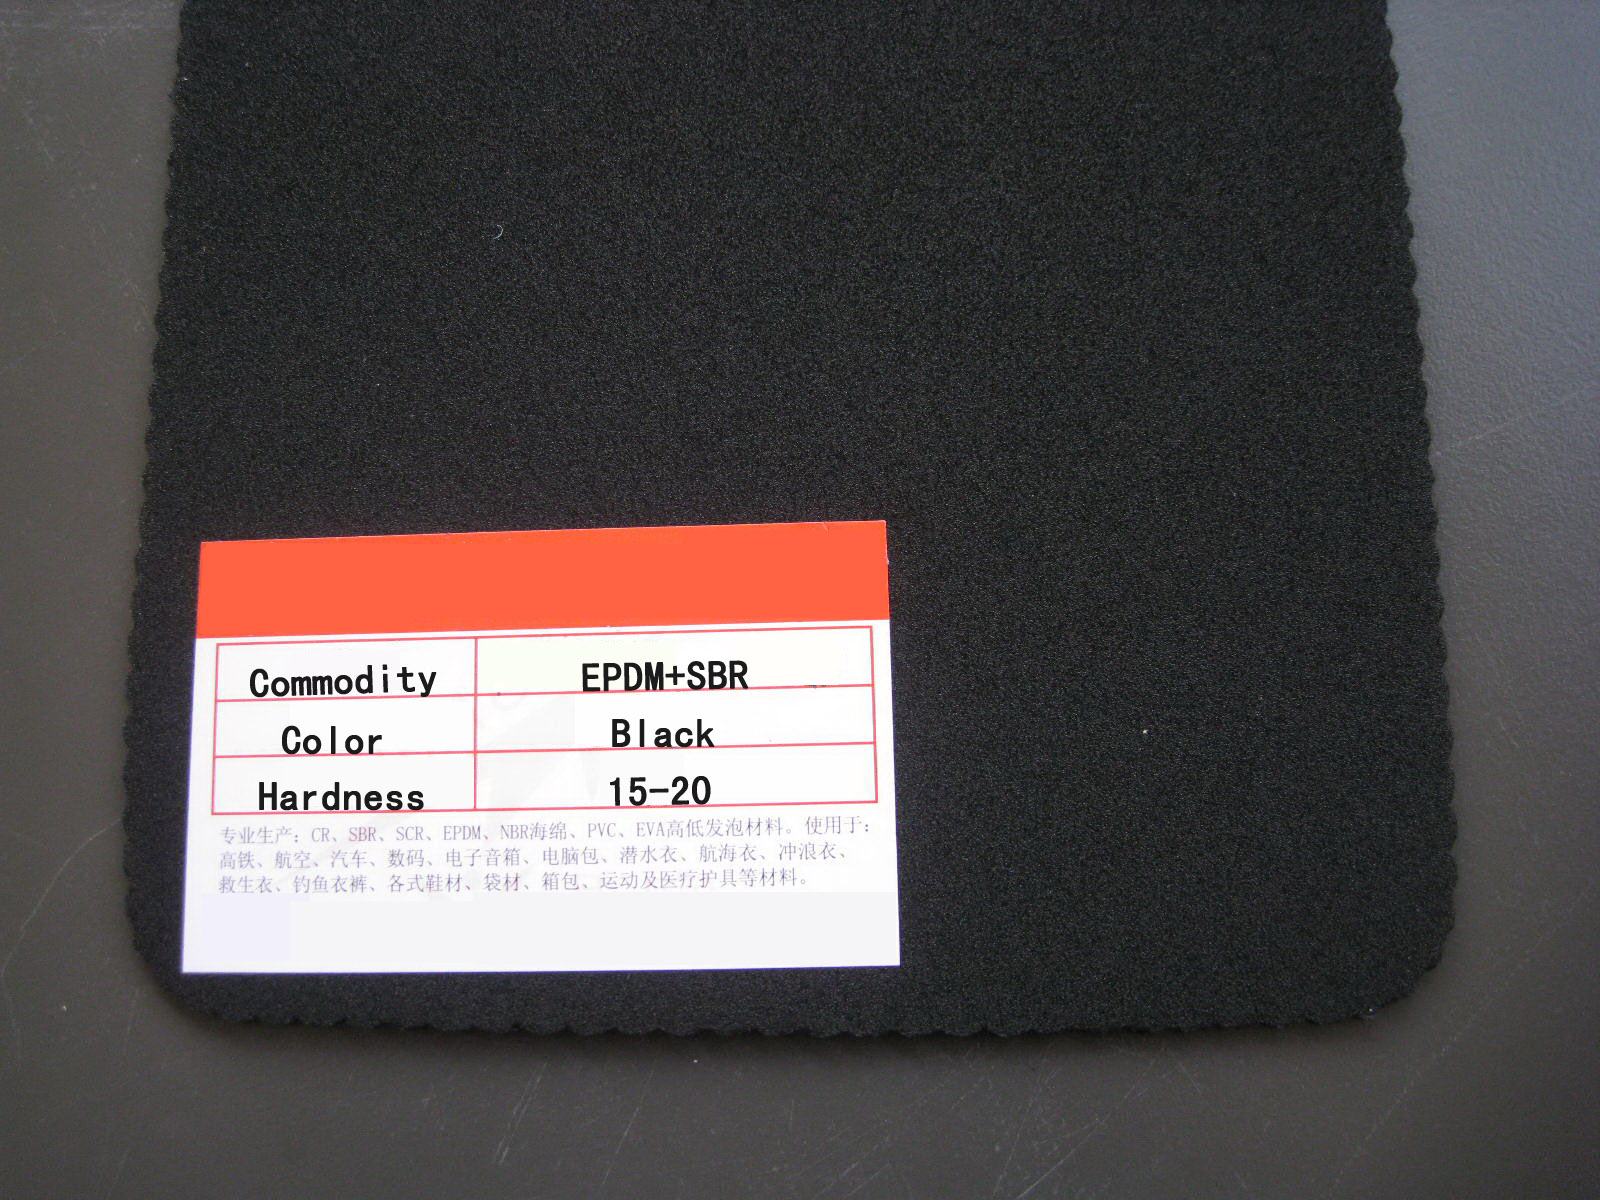 Commodity EPDM+SBR
Color Black
Hardness 15-20
专业生产：CR、SBR、SCR、EPDM、NBR海绵、PVC、EVA高低发泡材料。使用于：
高铁、航空、汽车、数码、电子音箱、电脑包、潜水衣、航海衣、冲浪衣、
救生衣、钓鱼衣裤、各式鞋材、袋材、箱包、运动及医疗护具等材料。